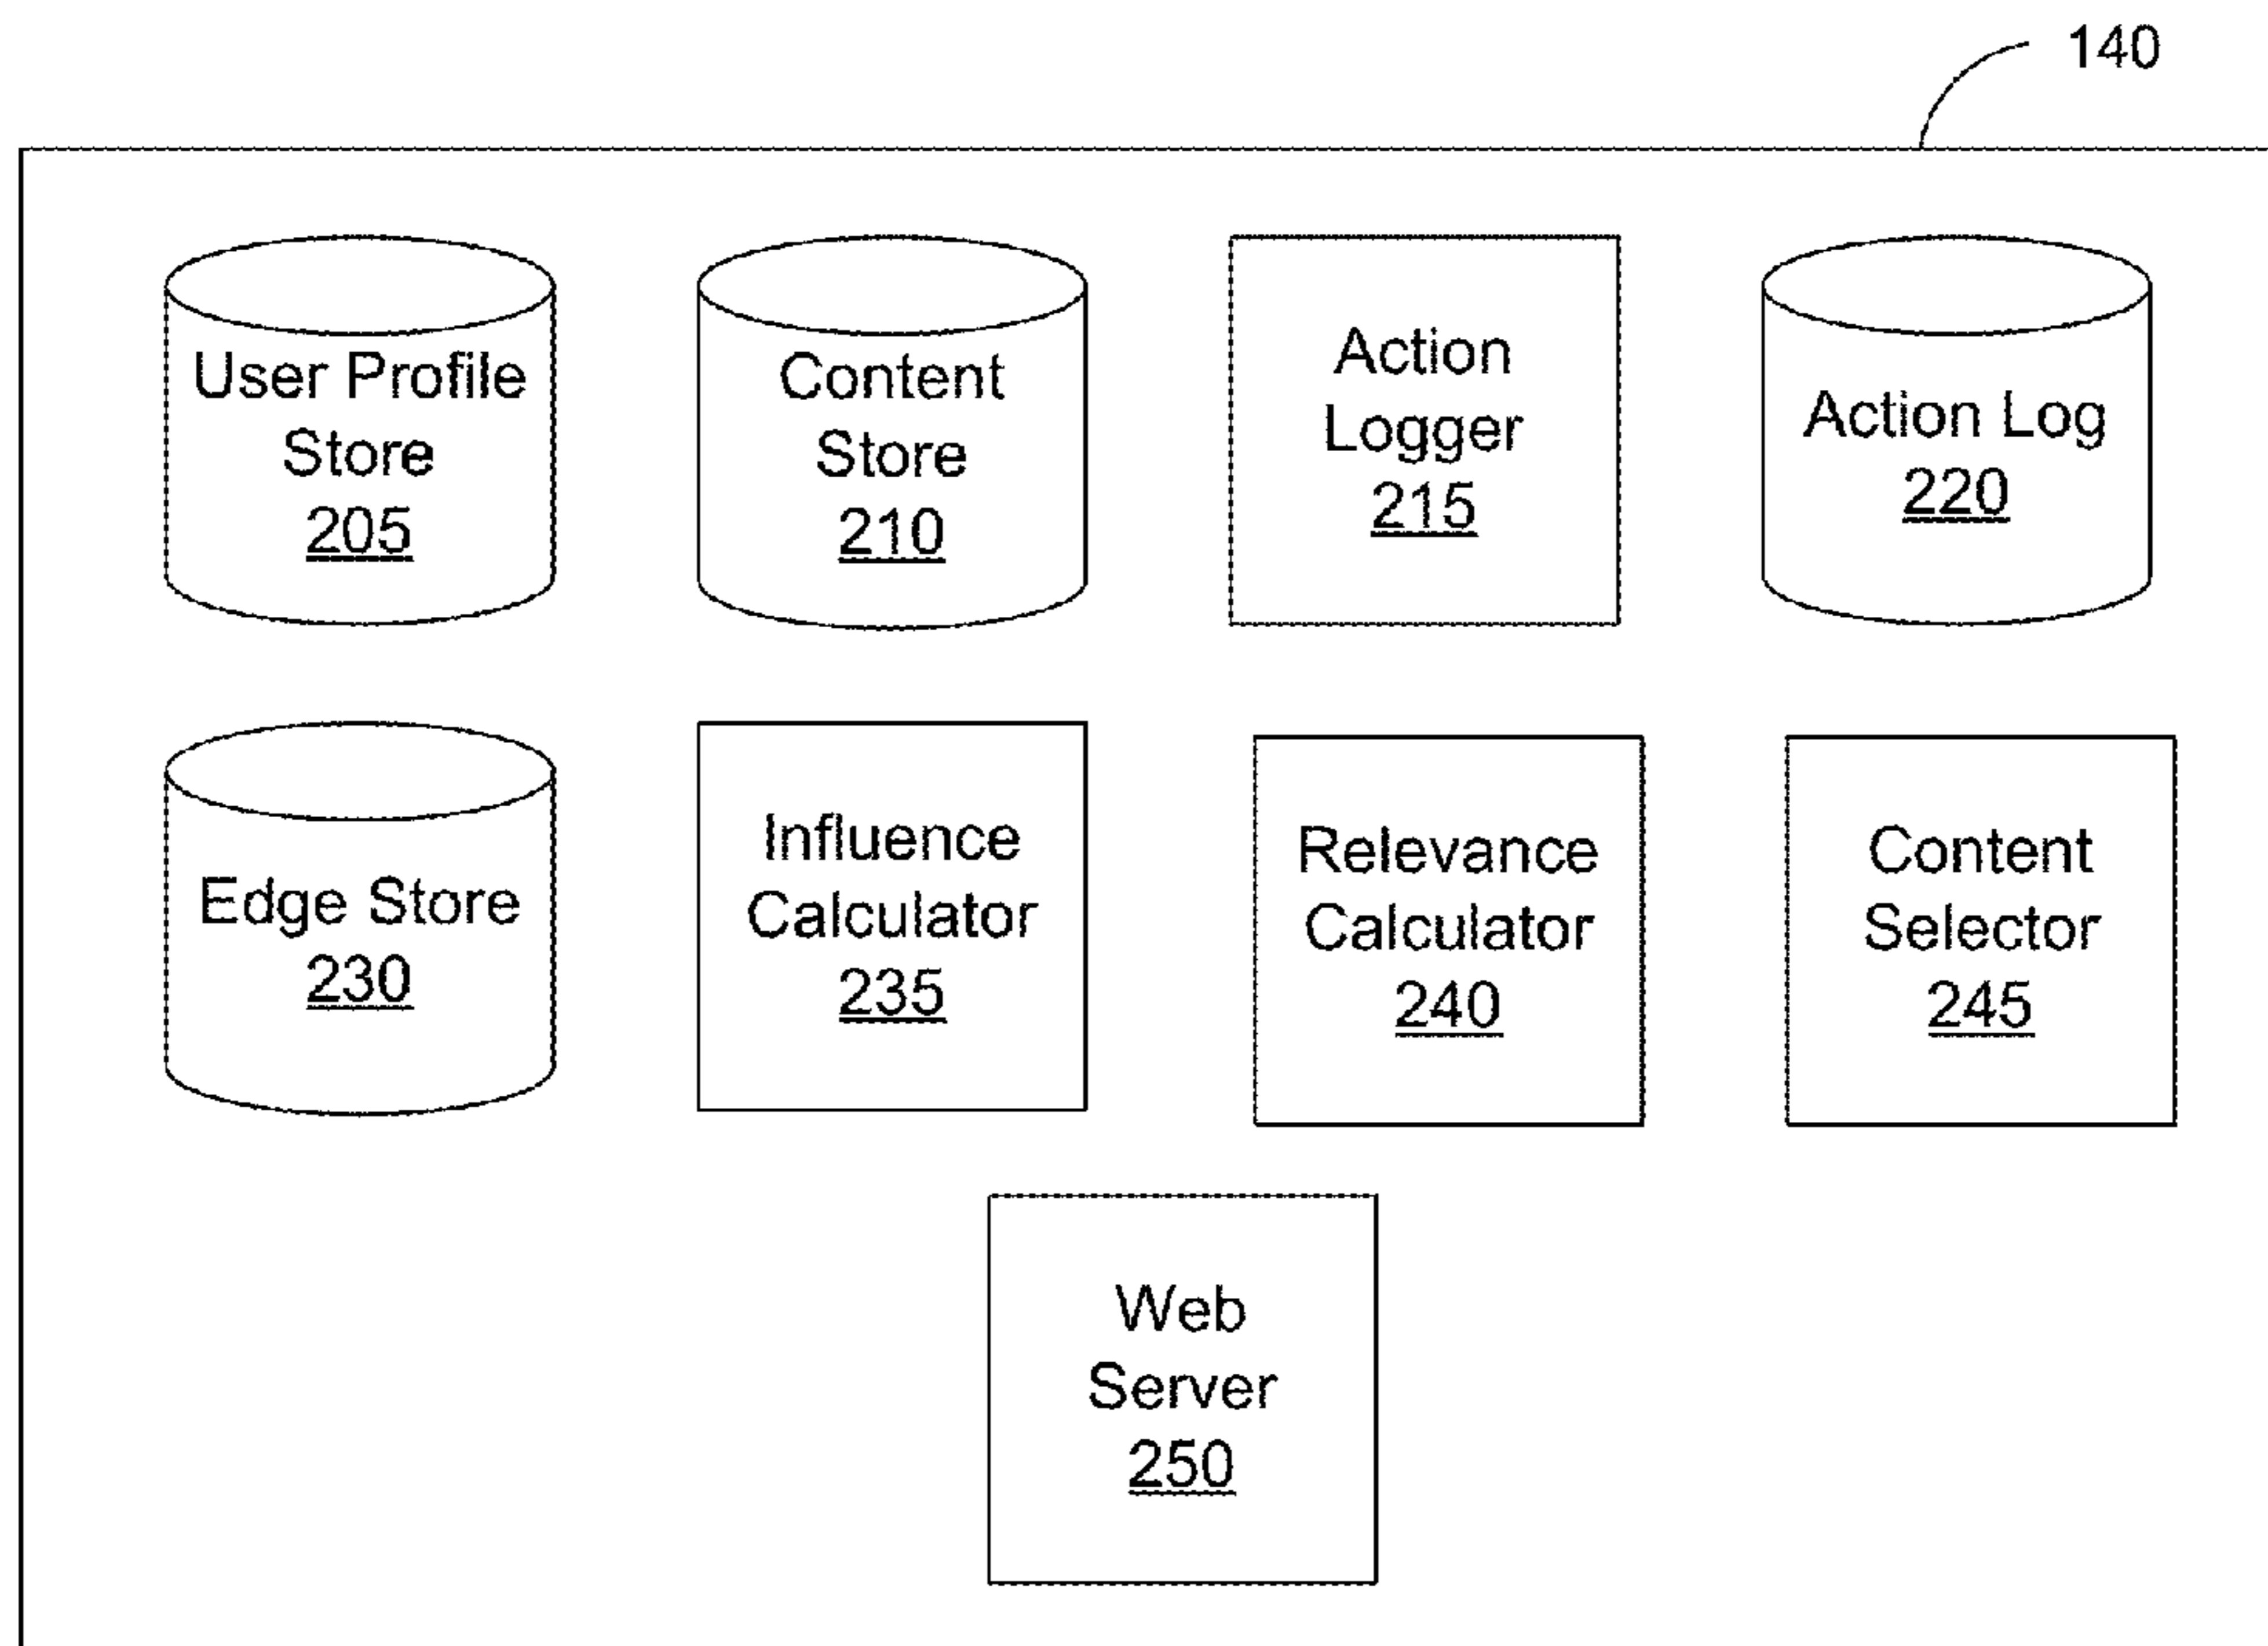 140
User Profile
Store
205
Content
Store
210
Action
Logger
215
Action Log
220
Edge Store
230
Influence
Calculator
235
Relevance
Calculator
240
Content
Selector
245
Web
Server
250